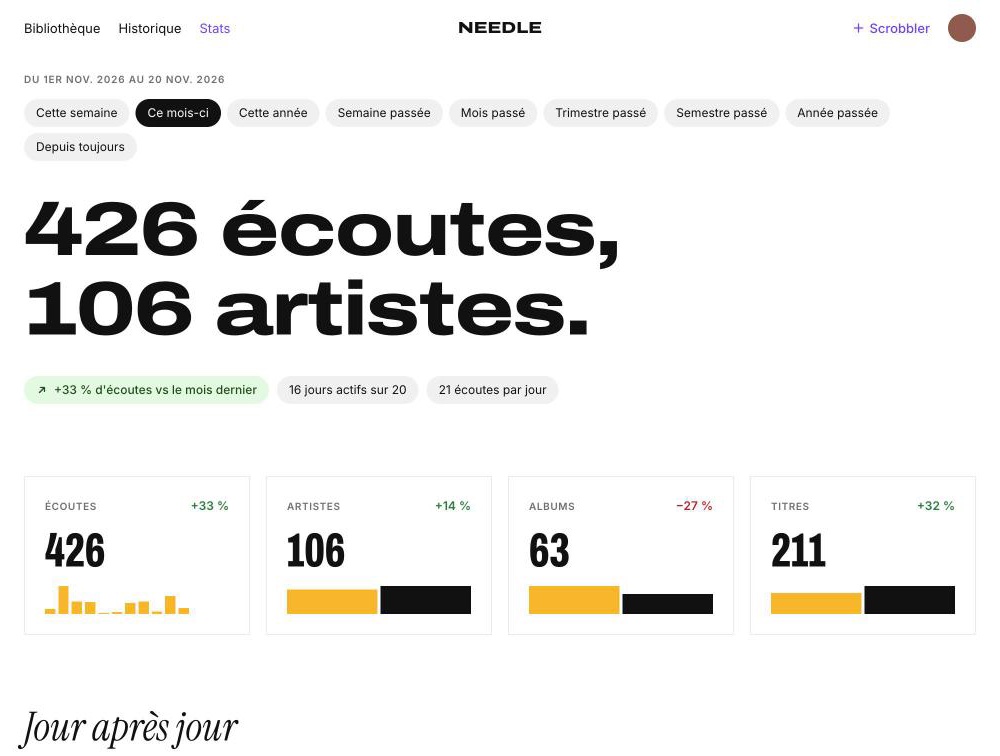 Bibliothèque Historique Stats NEEDLE + Scrobbler
DU 1ER NOV. 2026 AU 20 NOV. 2026
Cette semaine Ce mois-ci Cette année Semaine passée Mois passé Trimestre passé Semestre passé Année passée
Depuis toujours
426 écoutes,
106 artistes.
↗ +33 % d'écoutes vs le mois dernier 16 jours actifs sur 20 21 écoutes par jour
ÉCOUTES +33 % ARTISTES +14 % ALBUMS −27 % TITRES +32 %
426 106 63 211
Jour après jour